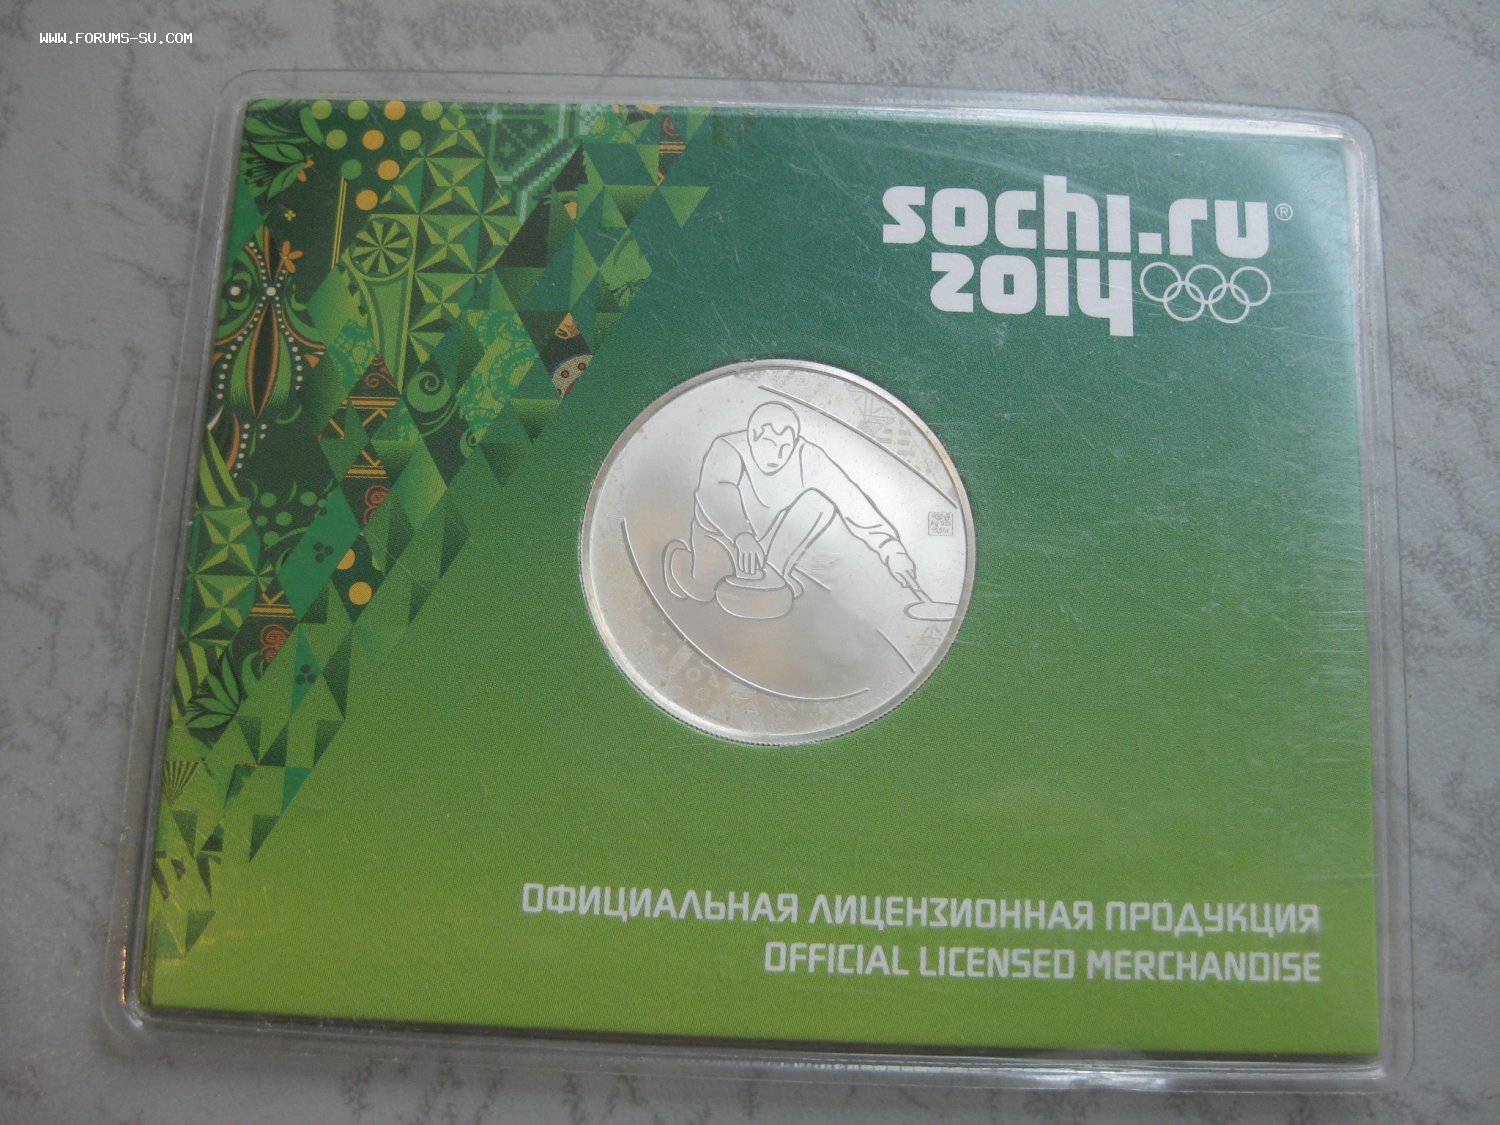 WWW.FORUMS-SU.COM
sochi.ru®
2014
ОФИЦИАЛЬНАЯ ЛИЦЕНЗИОННАЯ ПРОДУКЦИЯ
OFFICIAL LICENSED MERCHANDISE